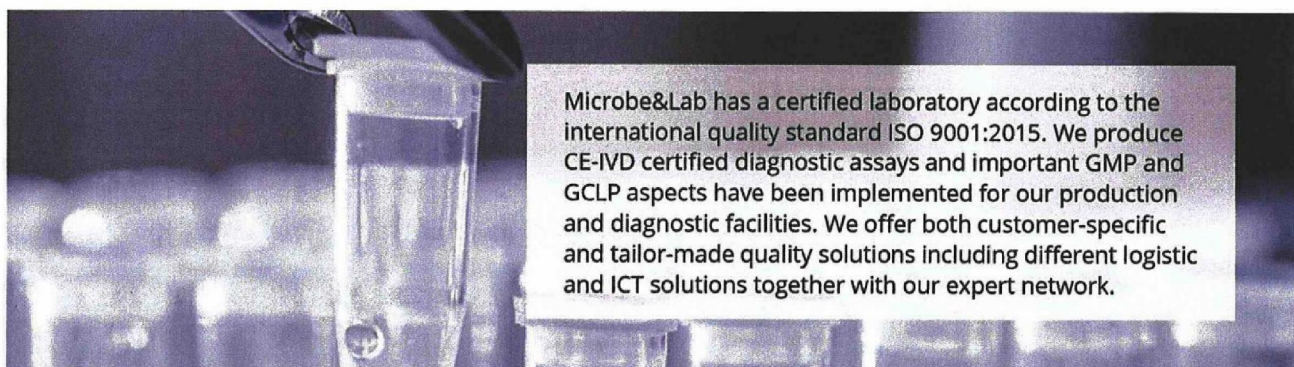 Microbe&Lab has a certified laboratory according to the
international quality standard ISO 9001:2015. We produce
CE-IVD certified diagnostic assays and important GMP and
GCLP aspects have been implemented for our production
and diagnostic facilities. We offer both customer-specific
and tailor-made quality solutions including different logistic
and ICT solutions together with our expert network.